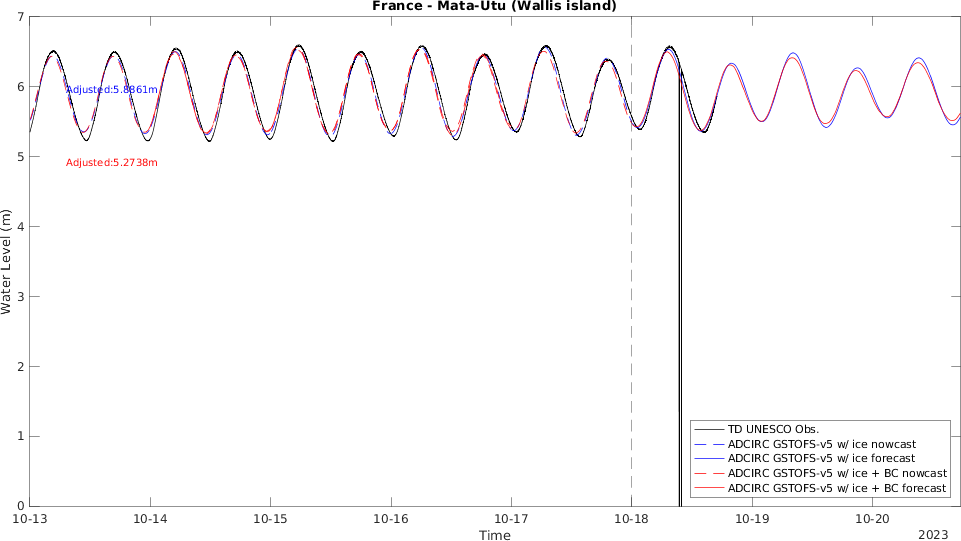 France - Mata-Utu (Wallis island)
7
6
5
4
3
2
1
0
Water Level (m)
Adjusted:5.8861m
Adjusted:5.2738m
TD UNESCO Obs.
ADCIRC GSTOFS-v5 w/ ice nowcast
ADCIRC GSTOFS-v5 w/ ice forecast
ADCIRC GSTOFS-v5 w/ ice + BC nowcast
ADCIRC GSTOFS-v5 w/ ice + BC forecast
10-13 10-14 10-15 10-16 10-17 10-18 10-19 10-20
Time
2023